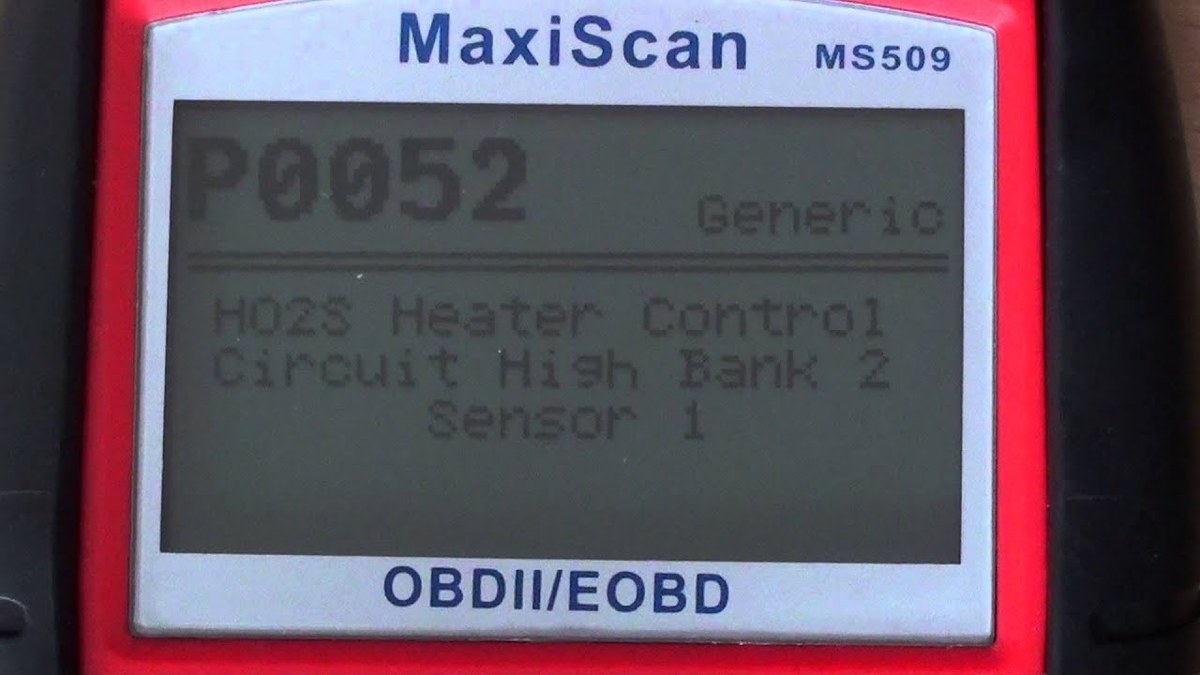 MaxiScan MS509
P0052
Generic
HO2S Heater Control
Circuit High Bank 2
Sensor 1
OBDII/EOBD